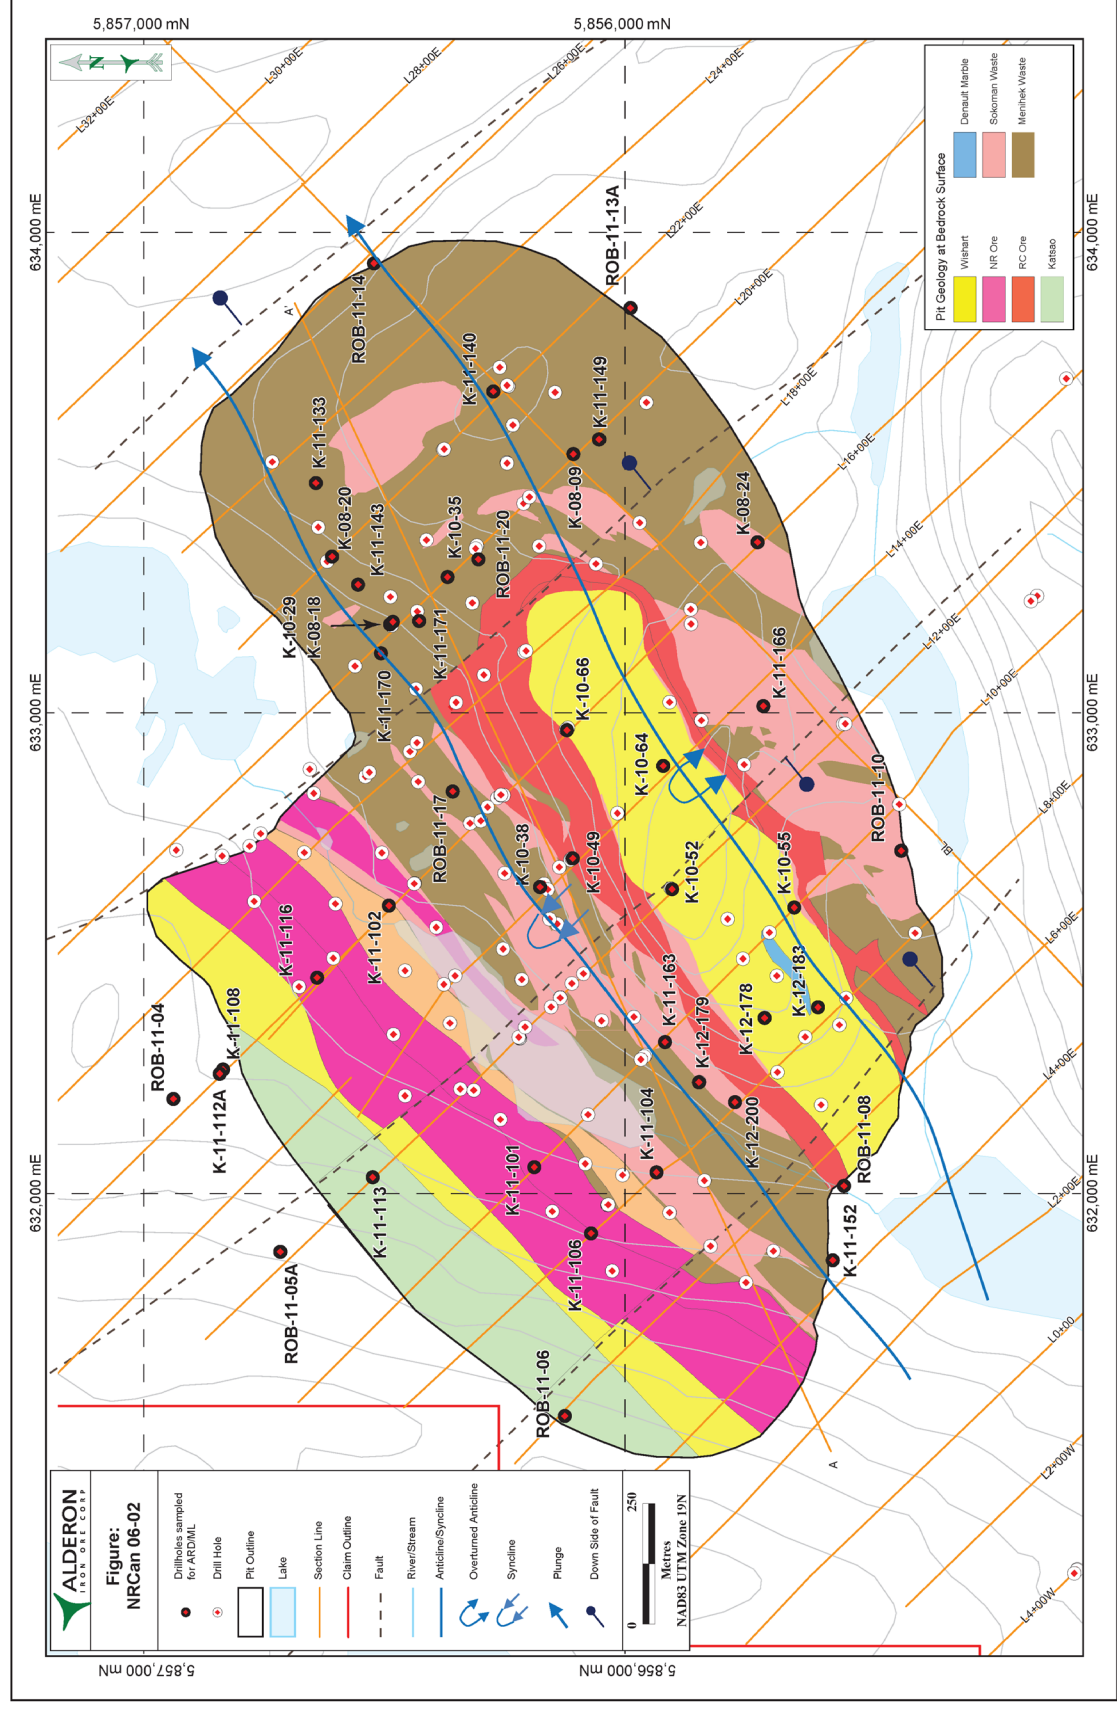 5,857,000 mN
5,856,000 mN
N
L32+00E
L30+00E
L28+00E
L26+00E
L24+00E
L22+00E
L20+00E
L18+00E
L16+00E
L14+00E
L12+00E
L10+00E
L8+00E
L6+00E
L4+00E
L2+00E
L0+00
L2+00W
L4+00W
634,000 mE
634,000 mE
633,000 mE
633,000 mE
632,000 mE
632,000 mE
Pit Geology at Bedrock Surface
Wishart
NR Ore
RC Ore
Katsao
Denault Marble
Sokoman Waste
Menihek Waste
A'
ROB-11-14
ROB-11-13A
K-11-140
K-11-149
K-11-133
K-08-09
K-08-24
K-08-20
K-11-143
K-10-35
ROB-11-20
K-10-29
K-08-18
K-11-171
K-11-170
K-10-66
K-11-166
K-10-64
ROB-11-17
K-10-38
K-10-49
K-10-52
K-10-55
ROB-11-10
K-11-116
K-11-102
K-11-163
K-12-179
K-12-178
K-12-183
ROB-11-04
K-11-108
K-11-112A
K-11-104
K-12-200
ROB-11-08
K-11-101
K-11-113
K-11-106
K-11-152
ROB-11-05A
ROB-11-06
A
ALDERON
IRON ORE CORP
Figure:
NRCan 06-02
Drillholes sampled
for ARD/ML
Drill Hole
Pit Outline
Lake
Section Line
Claim Outline
Fault
River/Stream
Anticline/Syncline
Overturned Anticline
Syncline
Plunge
Down Side of Fault
0
250
Metres
NAD83 UTM Zone 19N
5,857,000 mN
5,856,000 mN